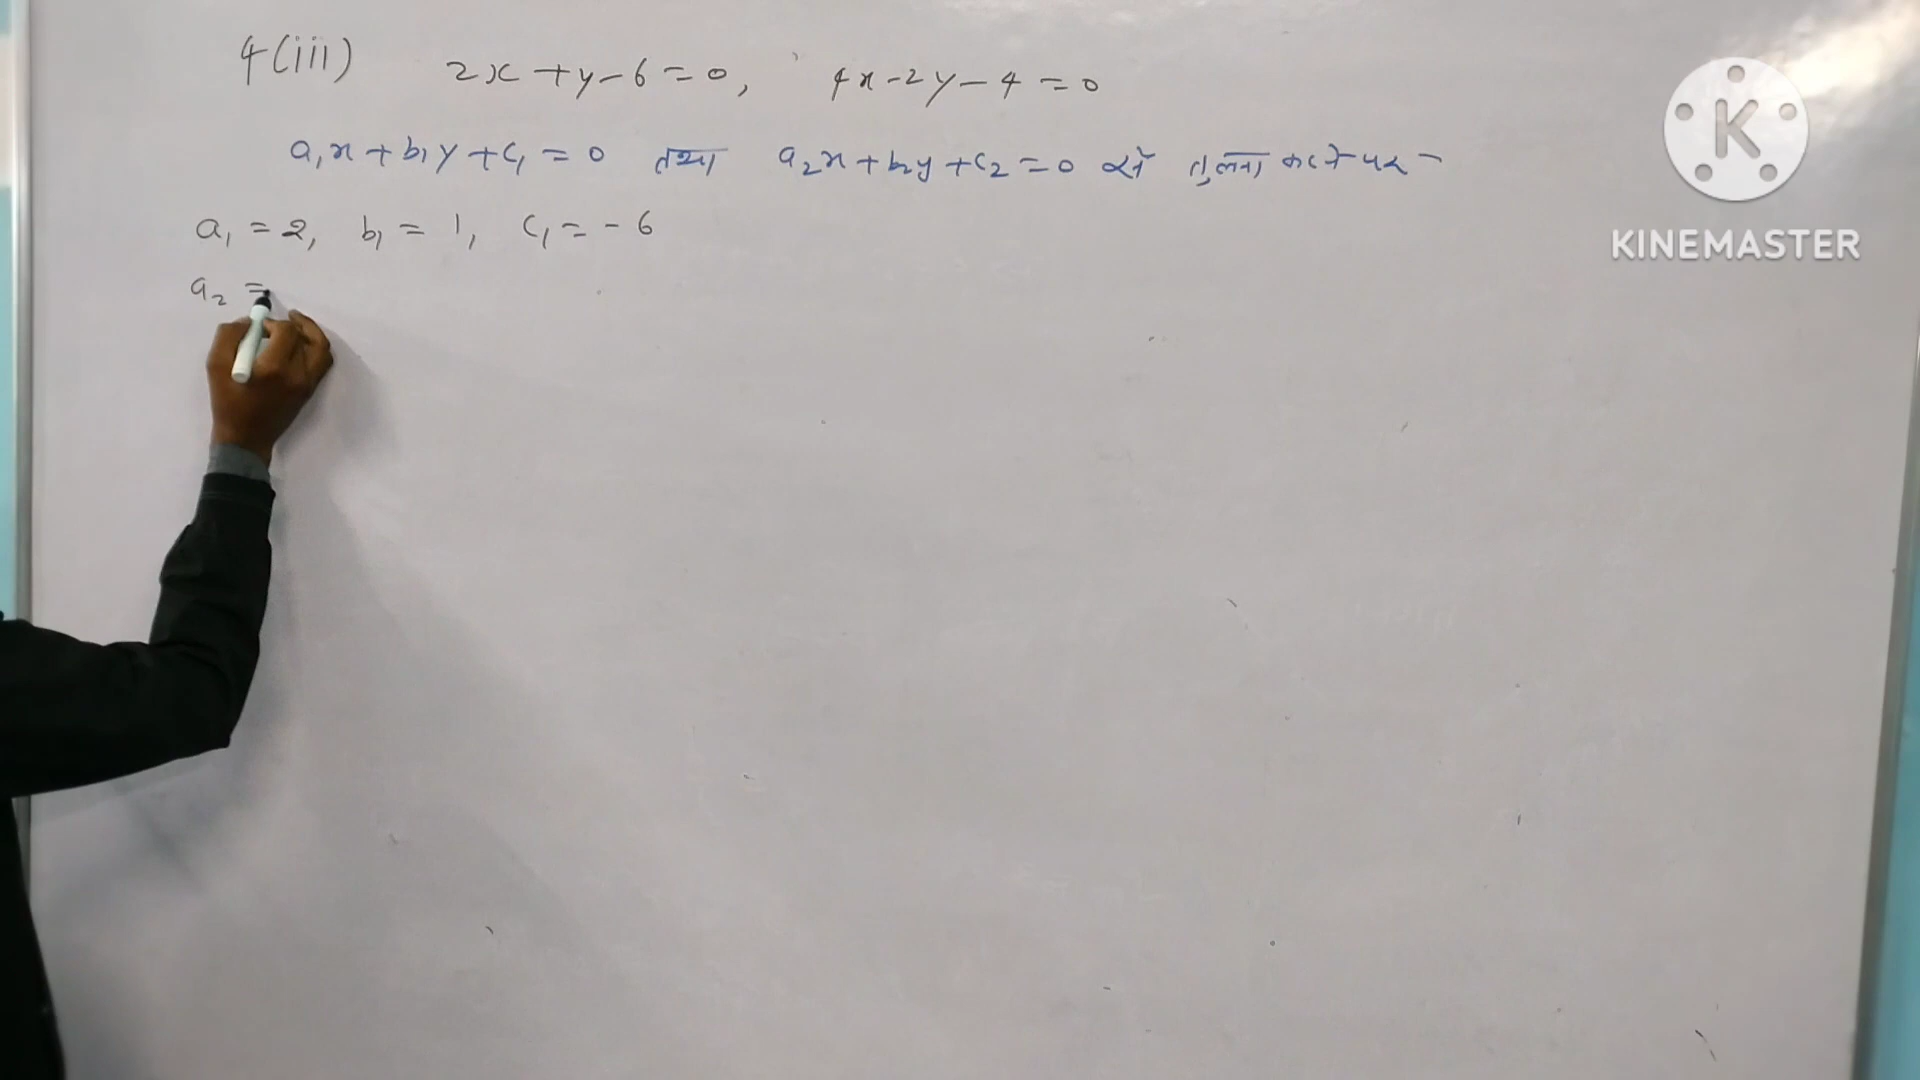 4(iii) 2x + y - 6 = 0, 4x - 2y - 4 = 0
a₁x + b₁y + c₁ = 0 तथा a₂x + b₂y + c₂ = 0 से तुलना करने पर -
a₁ = 2, b₁ = 1, c₁ = - 6
a₂ =
K
KINEMASTER